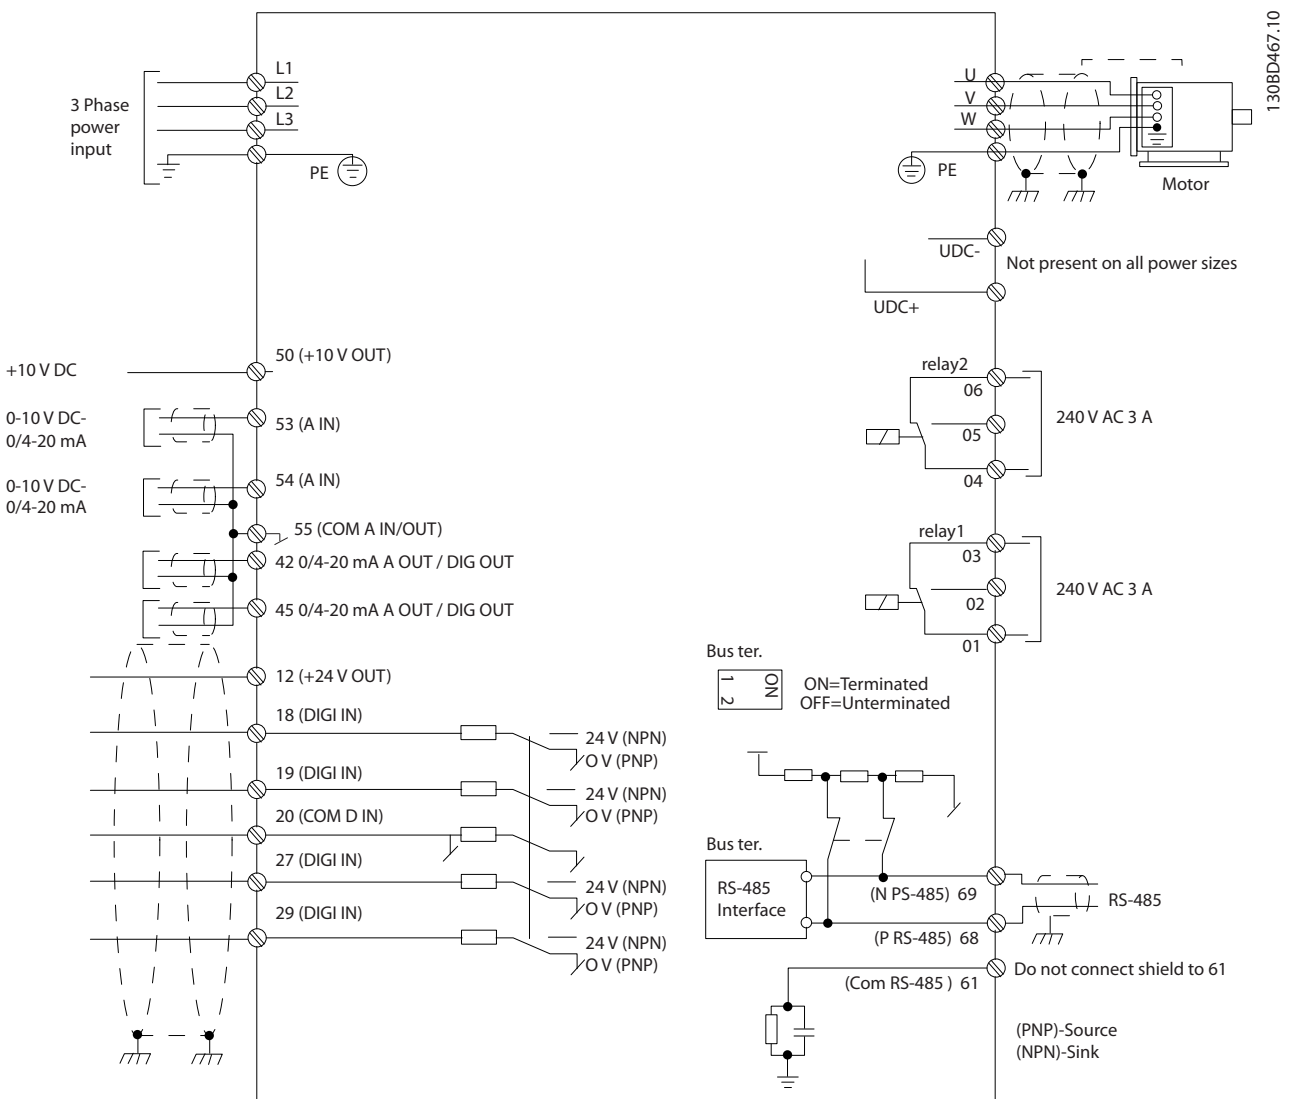 130BD467.10
3 Phase
power
input
L1
L2
L3
PE
U
V
W
PE
Motor
UDC-
Not present on all power sizes
UDC+
+10 V DC
50 (+10 V OUT)
0-10 V DC-
0/4-20 mA
53 (A IN)
0-10 V DC-
0/4-20 mA
54 (A IN)
55 (COM A IN/OUT)
42 0/4-20 mA A OUT / DIG OUT
45 0/4-20 mA A OUT / DIG OUT
12 (+24 V OUT)
18 (DIGI IN)
24 V (NPN)
O V (PNP)
19 (DIGI IN)
24 V (NPN)
O V (PNP)
20 (COM D IN)
27 (DIGI IN)
24 V (NPN)
O V (PNP)
29 (DIGI IN)
24 V (NPN)
O V (PNP)
relay2
06
05
04
240 V AC 3 A
relay1
03
02
01
240 V AC 3 A
Bus ter.
1
2
ON
ON=Terminated
OFF=Unterminated
Bus ter.
RS-485
Interface
(N PS-485) 69
RS-485
(P RS-485) 68
(Com RS-485 ) 61
Do not connect shield to 61
(PNP)-Source
(NPN)-Sink